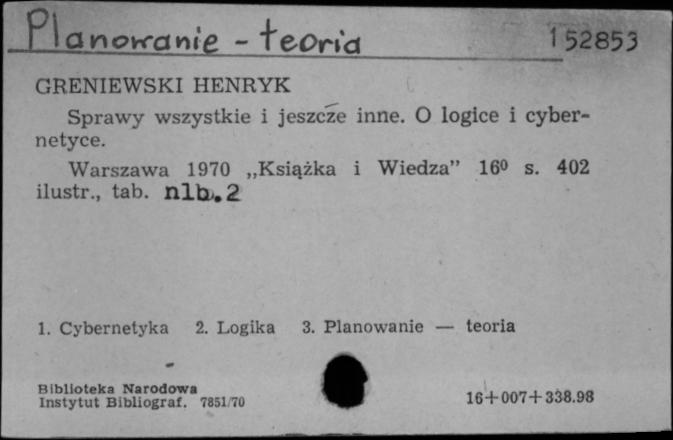 Planowanie - teoria 152853
GRENIEWSKI HENRYK
Sprawy wszystkie i jeszcze inne. O logice i cyber-
netyce.
Warszawa 1970 „Książka i Wiedza” 16⁰ s. 402
ilustr., tab. nlb. 2
1. Cybernetyka 2. Logika 3. Planowanie — teoria
Biblioteka Narodowa
Instytut Bibliograf. 7851/70 16+007+338.98